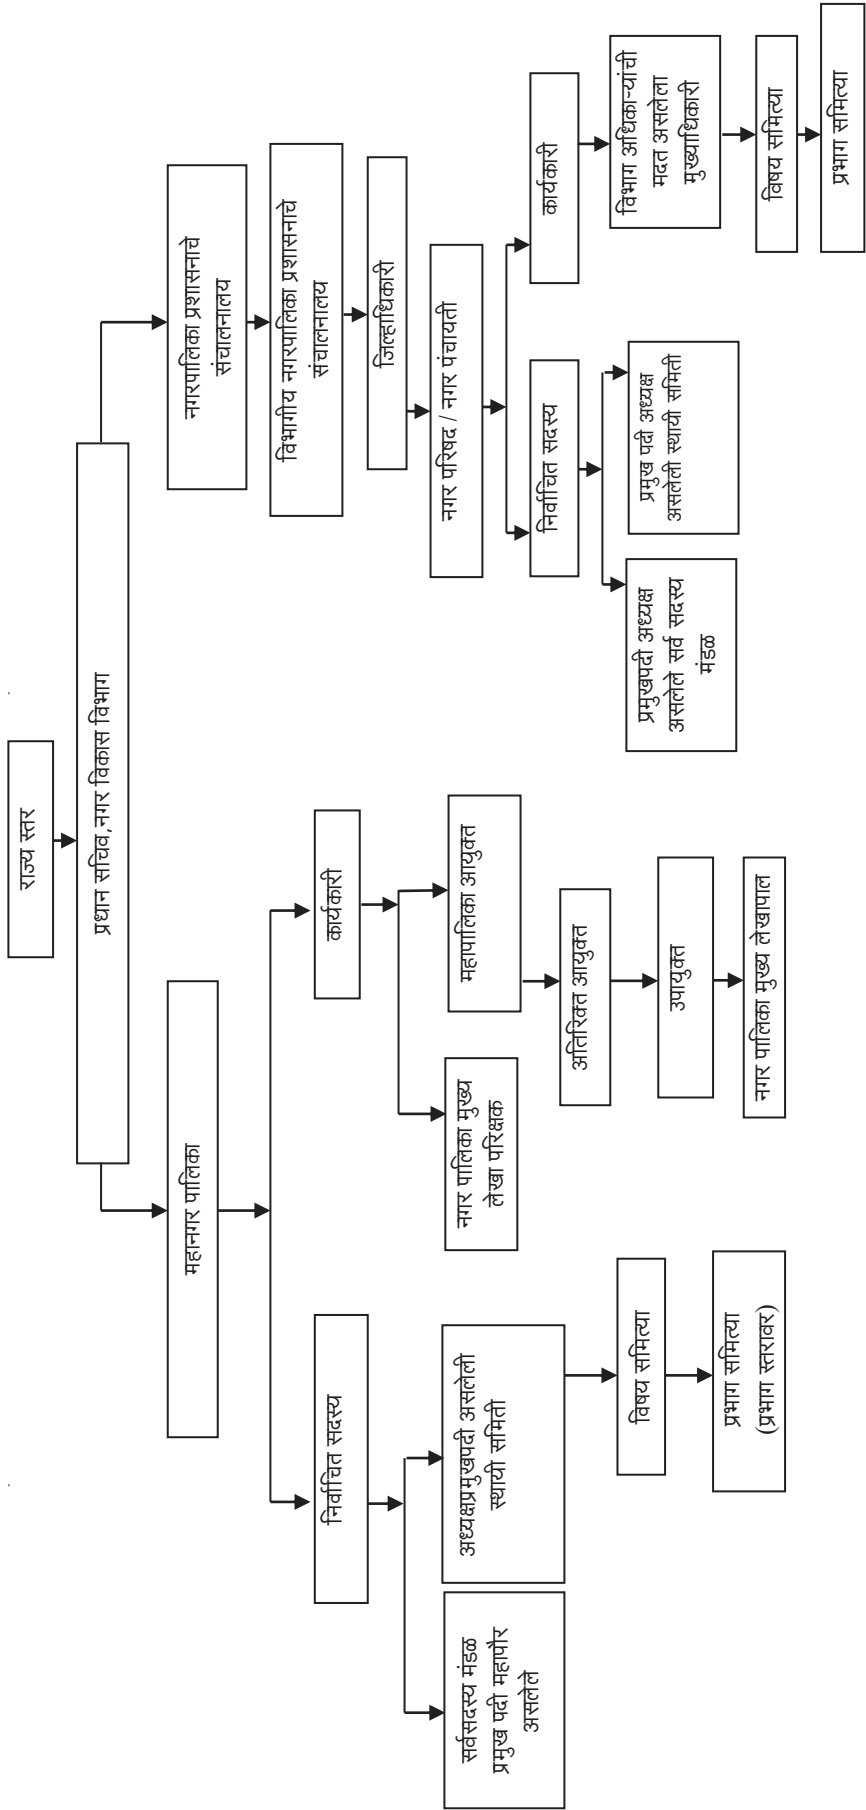 राज्य स्तर
प्रधान सचिव,नगर विकास विभाग
महानगर पालिका
निर्वाचित सदस्य
सर्वसदस्य मंडळ
प्रमुख पदी महापौर
असलेले
अध्यक्षप्रमुखपदी असलेली
स्थायी समिती
विषय समित्या
प्रभाग समित्या
(प्रभाग स्तरावर)
कार्यकारी
नगर पालिका मुख्य
लेखा परिक्षक
महापालिका आयुक्त
अतिरिक्त आयुक्त
उपायुक्त
नगर पालिका मुख्य लेखापाल
नगरपालिका प्रशासनाचे
संचालनालय
विभागीय नगरपालिका प्रशासनाचे
संचालनालय
जिल्हाधिकारी
नगर परिषद / नगर पंचायती
निर्वाचित सदस्य
प्रमुखपदी अध्यक्ष
असलेले सर्व सदस्य
मंडळ
प्रमुख पदी अध्यक्ष
असलेली स्थायी समिती
कार्यकारी
विभाग अधिकाऱ्यांची
मदत असलेला
मुख्याधिकारी
विषय समित्या
प्रभाग समित्या